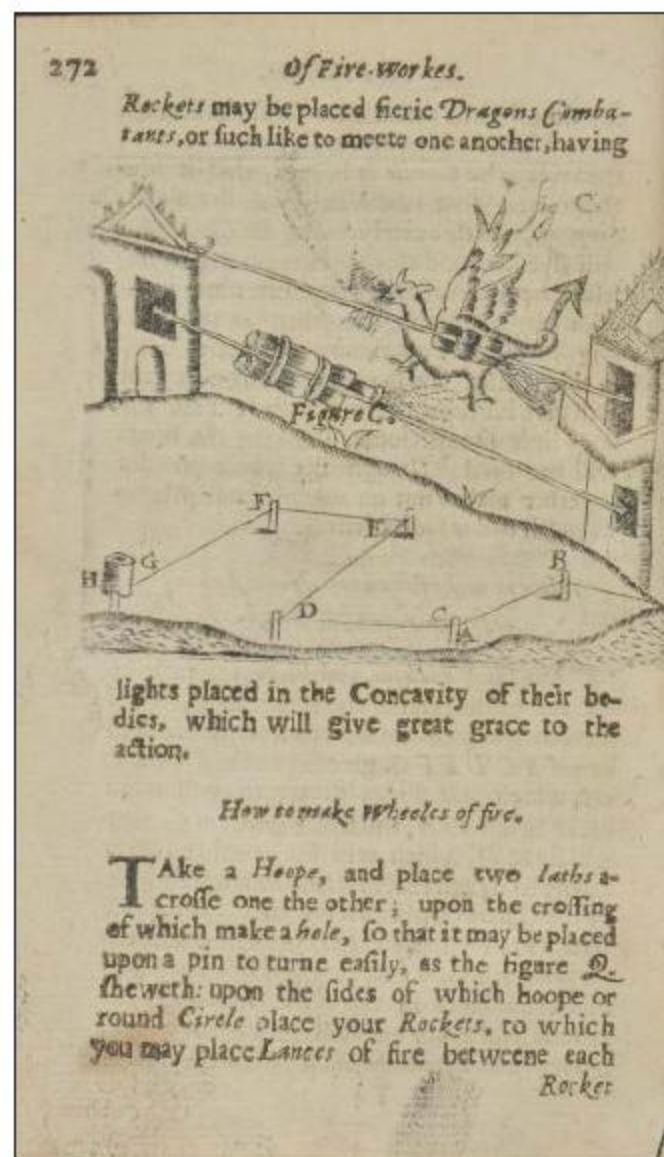 272 Of Fire-workes.
Rockets may be placed fierie Dragons Comba-
tants, or ſuch like to meete one another, having
C.
Figure C.
F
E
G
H
B
D
C
A
lights placed in the Concavity of their bo-
dies, which will give great grace to the
action.
How to make Wheeles of fire.
TAke a Hoope, and place two laths a-
croſſe one the other; upon the croſſing
of which make a hole, ſo that it may be placed
upon a pin to turne eaſily, as the figure Q.
ſheweth: upon the ſides of which hoope or
round Circle place your Rockets, to which
you may place Lances of fire betweene each
Rocket